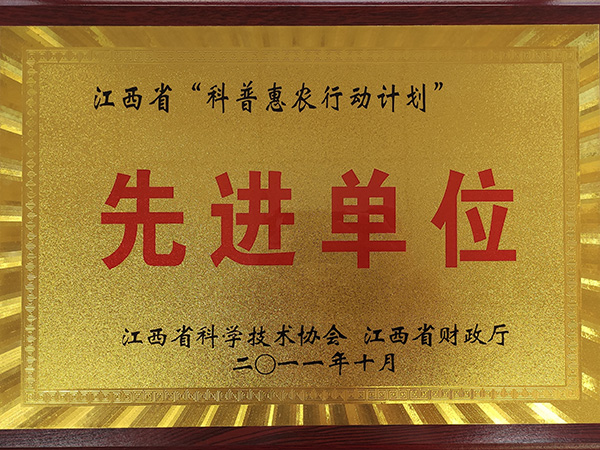 江西省“科普惠农行动计划”
先进单位
江西省科学技术协会 江西省财政厅
二〇一一年十月